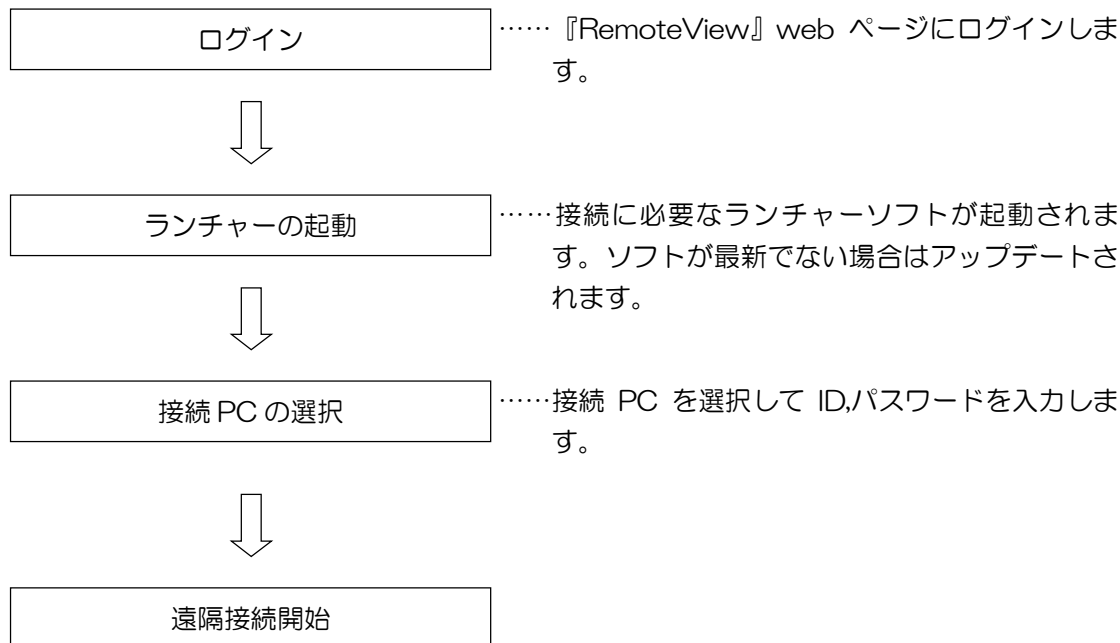 ログイン
……『RemoteView』web ページにログインしま
す。
ランチャーの起動
……接続に必要なランチャーソフトが起動されま
す。ソフトが最新でない場合はアップデートさ
れます。
接続 PC の選択
……接続 PC を選択して ID,パスワードを入力しま
す。
遠隔接続開始